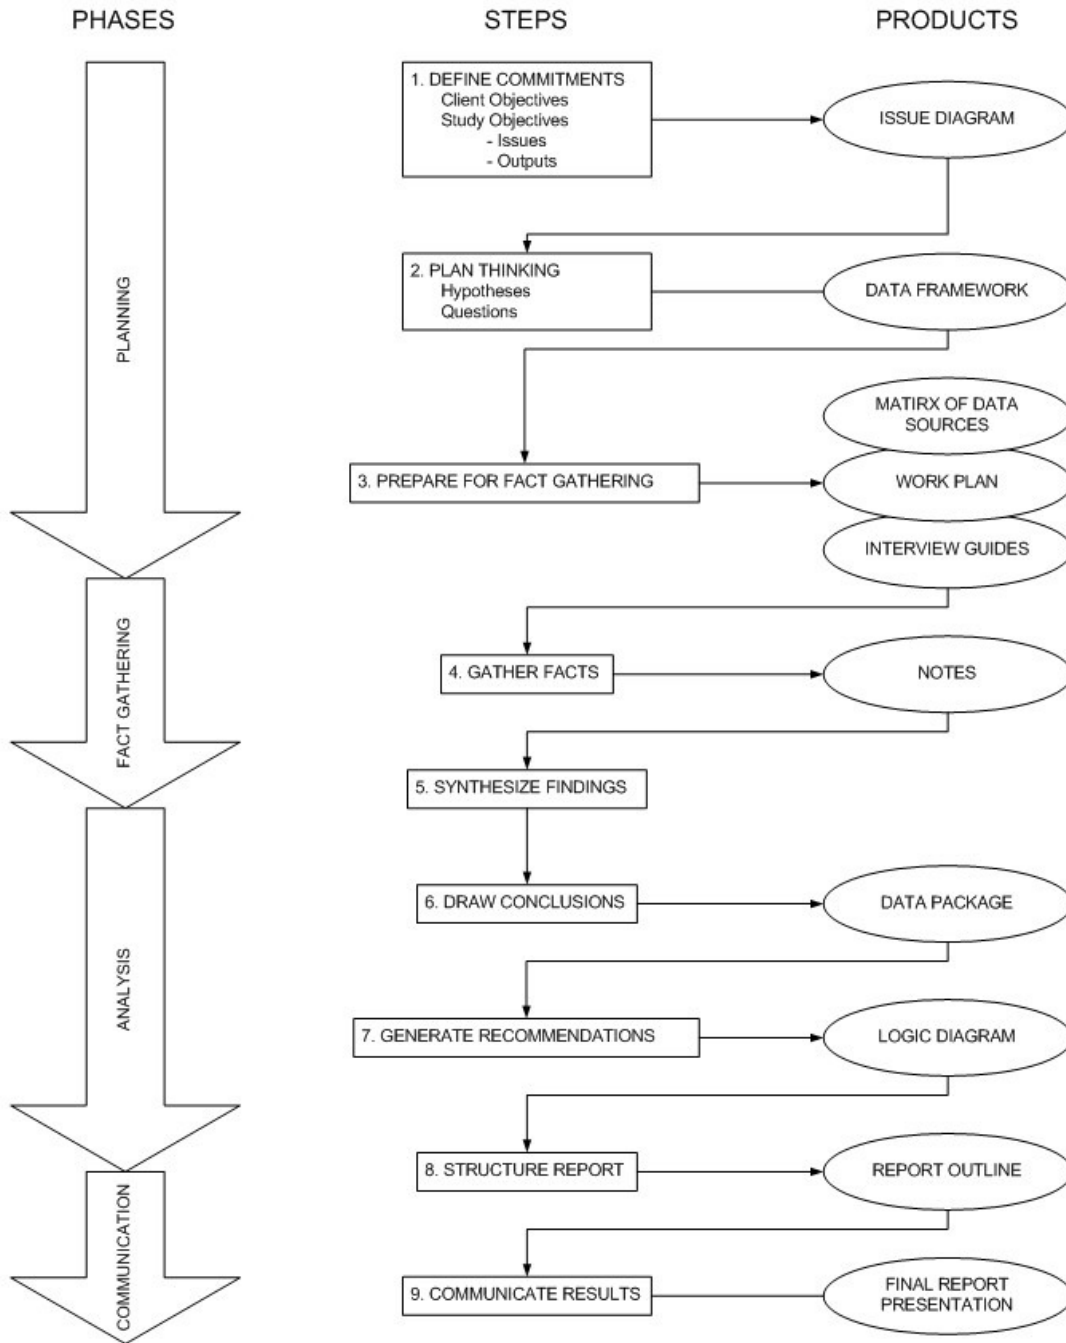 PHASES
STEPS
PRODUCTS
1. DEFINE COMMITMENTS
Client Objectives
Study Objectives
- Issues
- Outputs
ISSUE DIAGRAM
2. PLAN THINKING
Hypotheses
Questions
DATA FRAMEWORK
PLANNING
MATIRX OF DATA
SOURCES
3. PREPARE FOR FACT GATHERING
WORK PLAN
INTERVIEW GUIDES
FACT GATHERING
4. GATHER FACTS
NOTES
5. SYNTHESIZE FINDINGS
6. DRAW CONCLUSIONS
DATA PACKAGE
ANALYSIS
7. GENERATE RECOMMENDATIONS
LOGIC DIAGRAM
8. STRUCTURE REPORT
REPORT OUTLINE
COMMUNICATION
9. COMMUNICATE RESULTS
FINAL REPORT
PRESENTATION